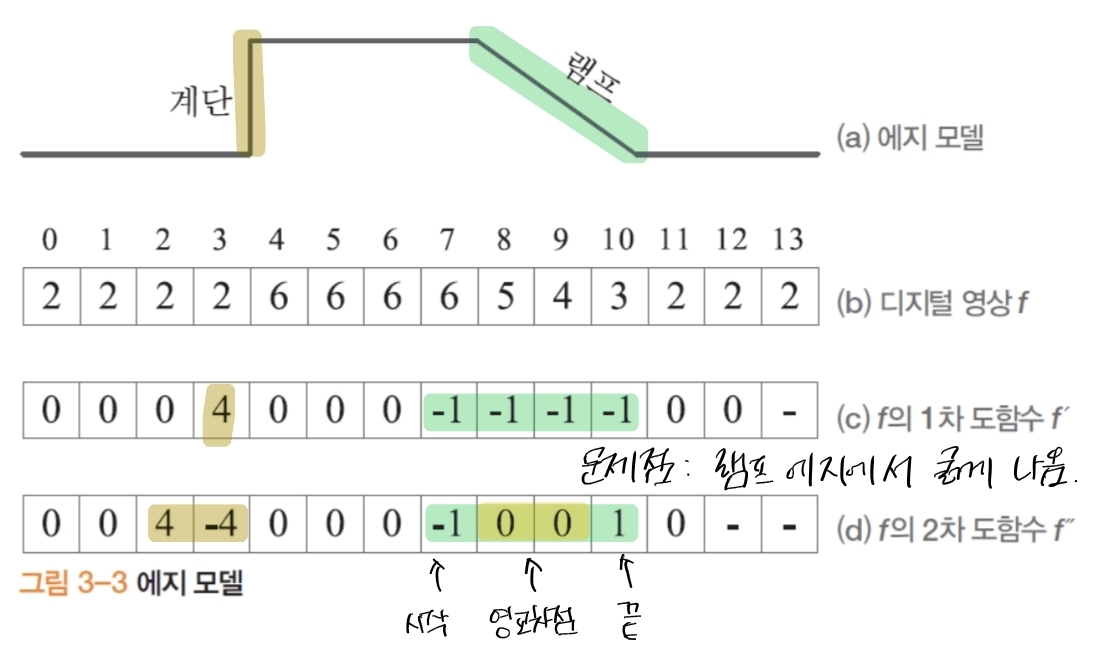 계단
램프
(a) 에지 모델
0 1 2 3 4 5 6 7 8 9 10 11 12 13
2 2 2 2 6 6 6 6 5 4 3 2 2 2 (b) 디지털 영상 f
0 0 0 4 0 0 0 -1 -1 -1 -1 0 0 - (c) f의 1차 도함수 f′
문제점 : 램프 에지에서 굵게 나옴.
0 0 4 -4 0 0 0 -1 0 0 1 0 - - (d) f의 2차 도함수 f″
그림 3-3 에지 모델
시작 영교차점 끝